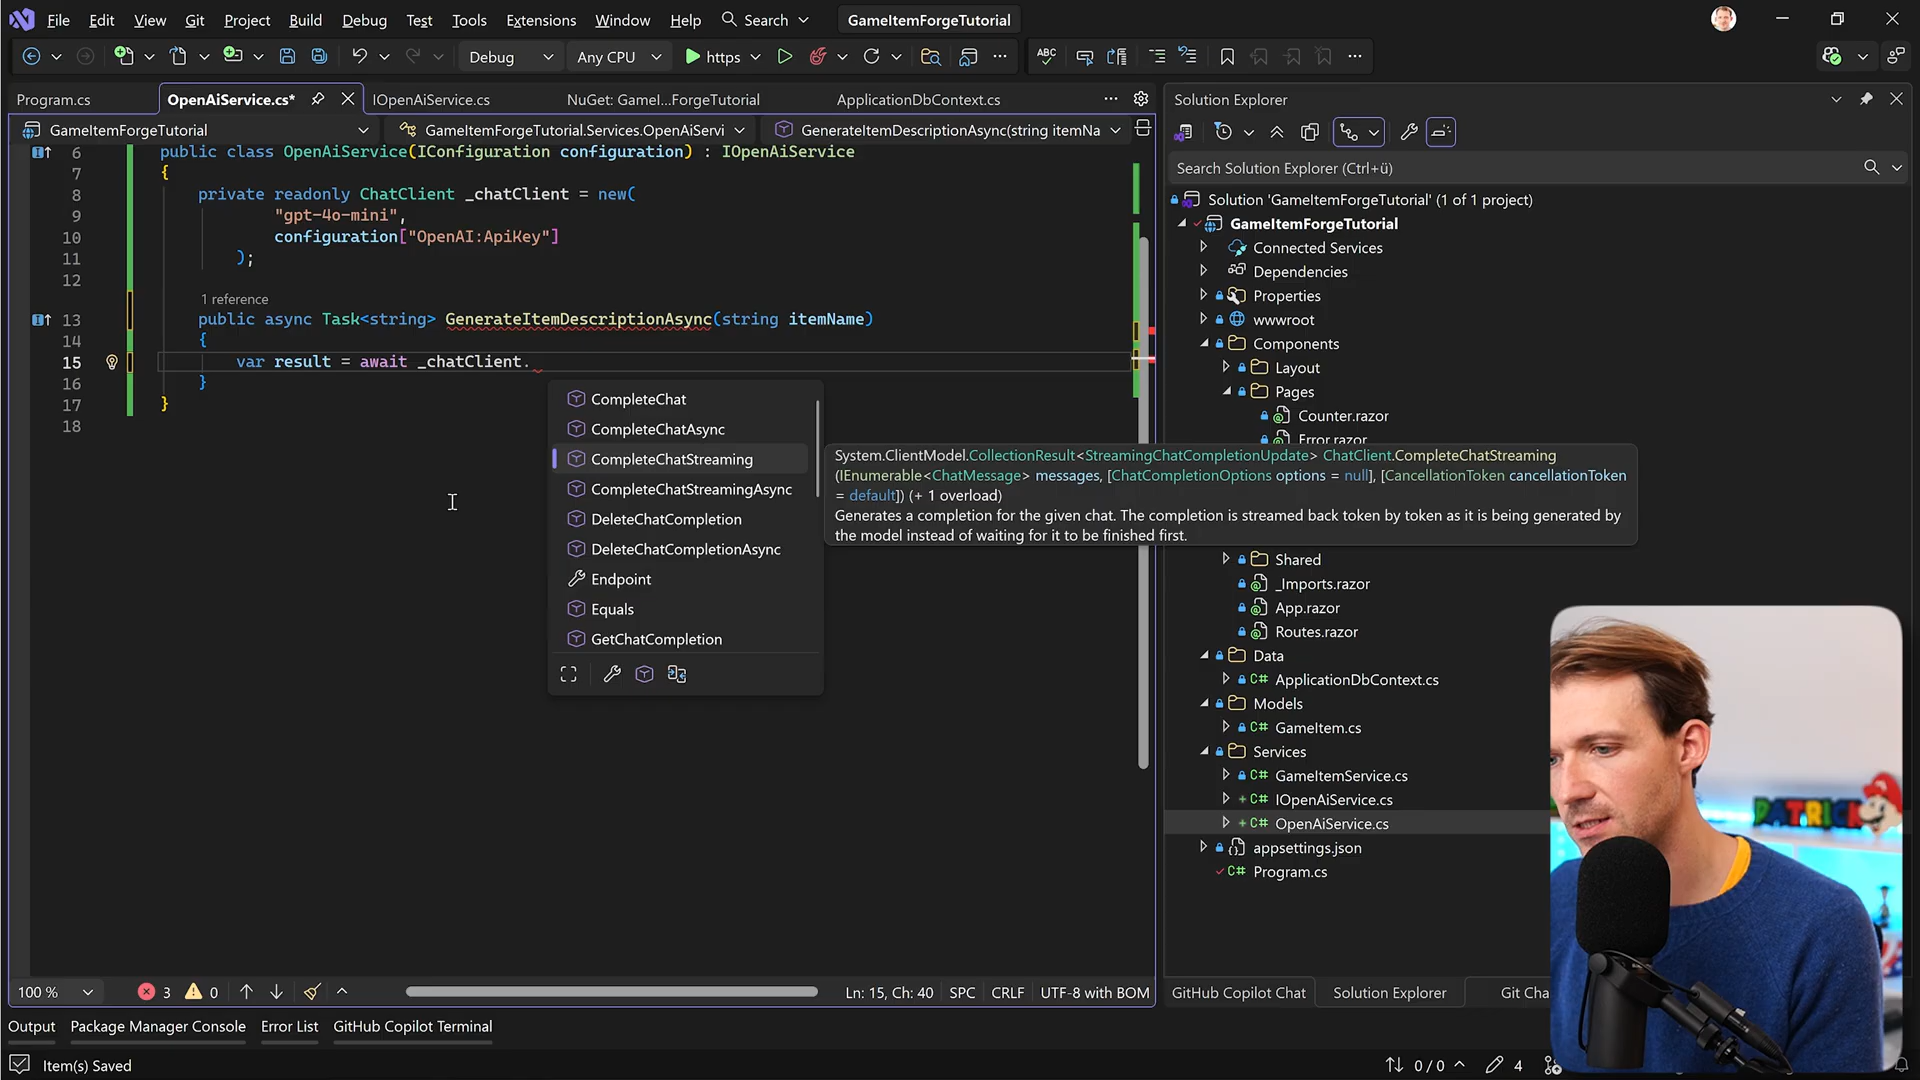 File Edit View Git Project Build Debug Test Tools Extensions Window Help Search GameItemForgeTutorial
Debug Any CPU https
Program.cs OpenAiService.cs* IOpenAiService.cs NuGet: GameI...ForgeTutorial ApplicationDbContext.cs
GameItemForgeTutorial GameItemForgeTutorial.Services.OpenAiServi GenerateItemDescriptionAsync(string itemNa
6 public class OpenAiService(IConfiguration configuration) : IOpenAiService
7 {
8 private readonly ChatClient _chatClient = new(
9 "gpt-4o-mini",
10 configuration["OpenAI:ApiKey"]
11 );
12
1 reference
13 public async Task<string> GenerateItemDescriptionAsync(string itemName)
14 {
15 var result = await _chatClient.
16 }
17 }
18
CompleteChat
CompleteChatAsync
CompleteChatStreaming
CompleteChatStreamingAsync
DeleteChatCompletion
DeleteChatCompletionAsync
Endpoint
Equals
GetChatCompletion
System.ClientModel.CollectionResult<StreamingChatCompletionUpdate> ChatClient.CompleteChatStreaming
(IEnumerable<ChatMessage> messages, [ChatCompletionOptions options = null], [CancellationToken cancellationToken
= default]) (+ 1 overload)
Generates a completion for the given chat. The completion is streamed back token by token as it is being generated by
the model instead of waiting for it to be finished first.
Solution Explorer
Search Solution Explorer (Ctrl+ü)
Solution 'GameItemForgeTutorial' (1 of 1 project)
GameItemForgeTutorial
Connected Services
Dependencies
Properties
wwwroot
Components
Layout
Pages
Counter.razor
Error.razor
Shared
_Imports.razor
App.razor
Routes.razor
Data
C# ApplicationDbContext.cs
Models
C# GameItem.cs
Services
C# GameItemService.cs
C# IOpenAiService.cs
C# OpenAiService.cs
appsettings.json
C# Program.cs
PATRICK
100 % 3 0 Ln: 15, Ch: 40 SPC CRLF UTF-8 with BOM
GitHub Copilot Chat Solution Explorer Git Cha
Output Package Manager Console Error List GitHub Copilot Terminal
Item(s) Saved 0 / 0 4